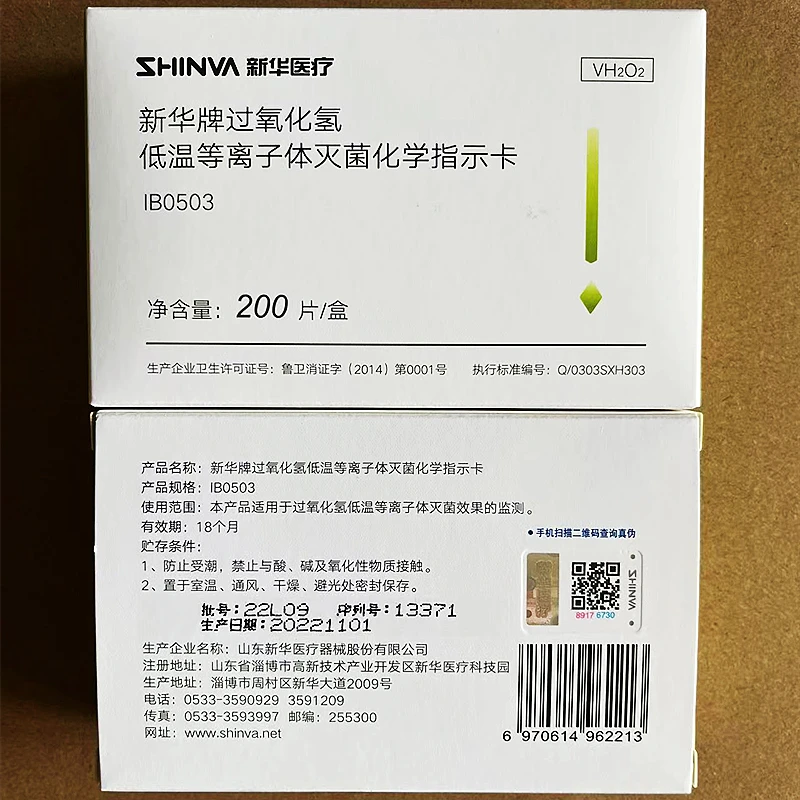 SHINVA 新华医疗
VH2O2
新华牌过氧化氢
低温等离子体灭菌化学指示卡
IB0503
净含量：200 片/盒
生产企业卫生许可证号：鲁卫消证字（2014）第0001号 执行标准编号：Q/0303SXH303
产品名称：新华牌过氧化氢低温等离子体灭菌化学指示卡
产品规格：IB0503
使用范围：本产品适用于过氧化氢低温等离子体灭菌效果的监测。
有效期：18个月
贮存条件：
1、防止受潮，禁止与酸、碱及氧化性物质接触。
2、置于室温、通风、干燥、避光处密封保存。
批号：22L09 印列号：13371
生产日期：20221101
生产企业名称：山东新华医疗器械股份有限公司
注册地址：山东省淄博市高新技术产业开发区新华医疗科技园
生产地址：淄博市周村区新华大道2009号
电话：0533-3590929 3591209
传真：0533-3593997 邮编：255300
网址：www.shinva.net
手机扫描二维码查询真伪
SHINVA
8917 6730
6 970614 962213